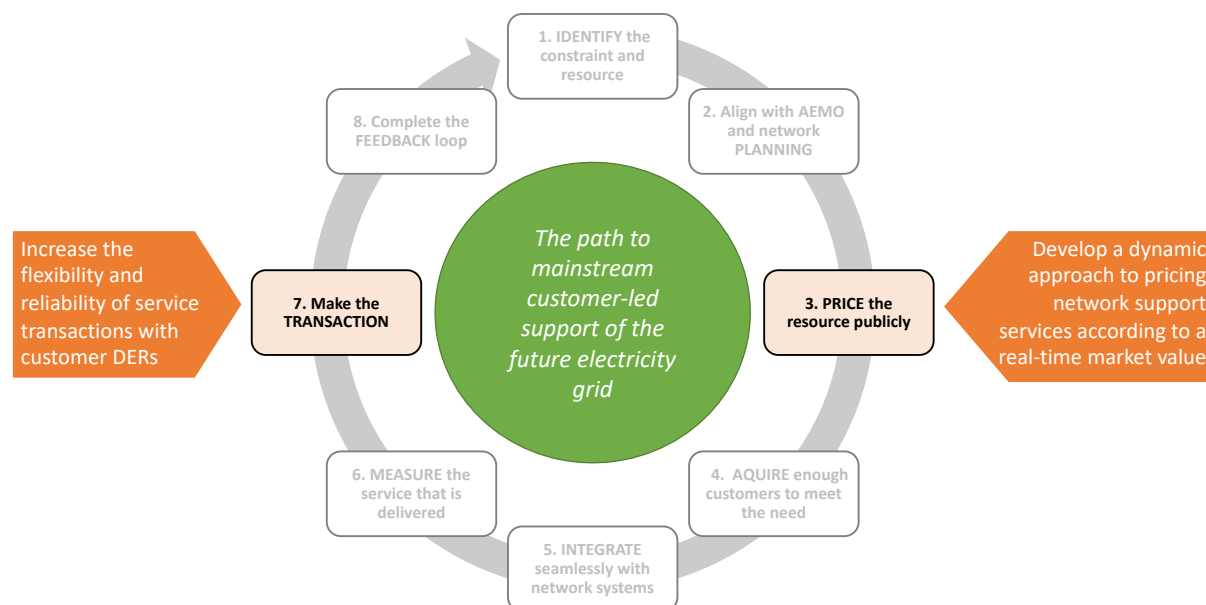 1. IDENTIFY the
constraint and
resource
2. Align with AEMO
and network
PLANNING
3. PRICE the
resource publicly
4.  AQUIRE enough
customers to meet
the need
5. INTEGRATE
seamlessly with
network systems
6. MEASURE the
service that is
delivered
7. Make the
TRANSACTION
8. Complete the
FEEDBACK loop
The path to
mainstream
customer-led
support of the
future electricity
grid
Increase the
flexibility and
reliability of service
transactions with
customer DERs
Develop a dynamic
approach to pricing
network support
services according to a
real-time market value